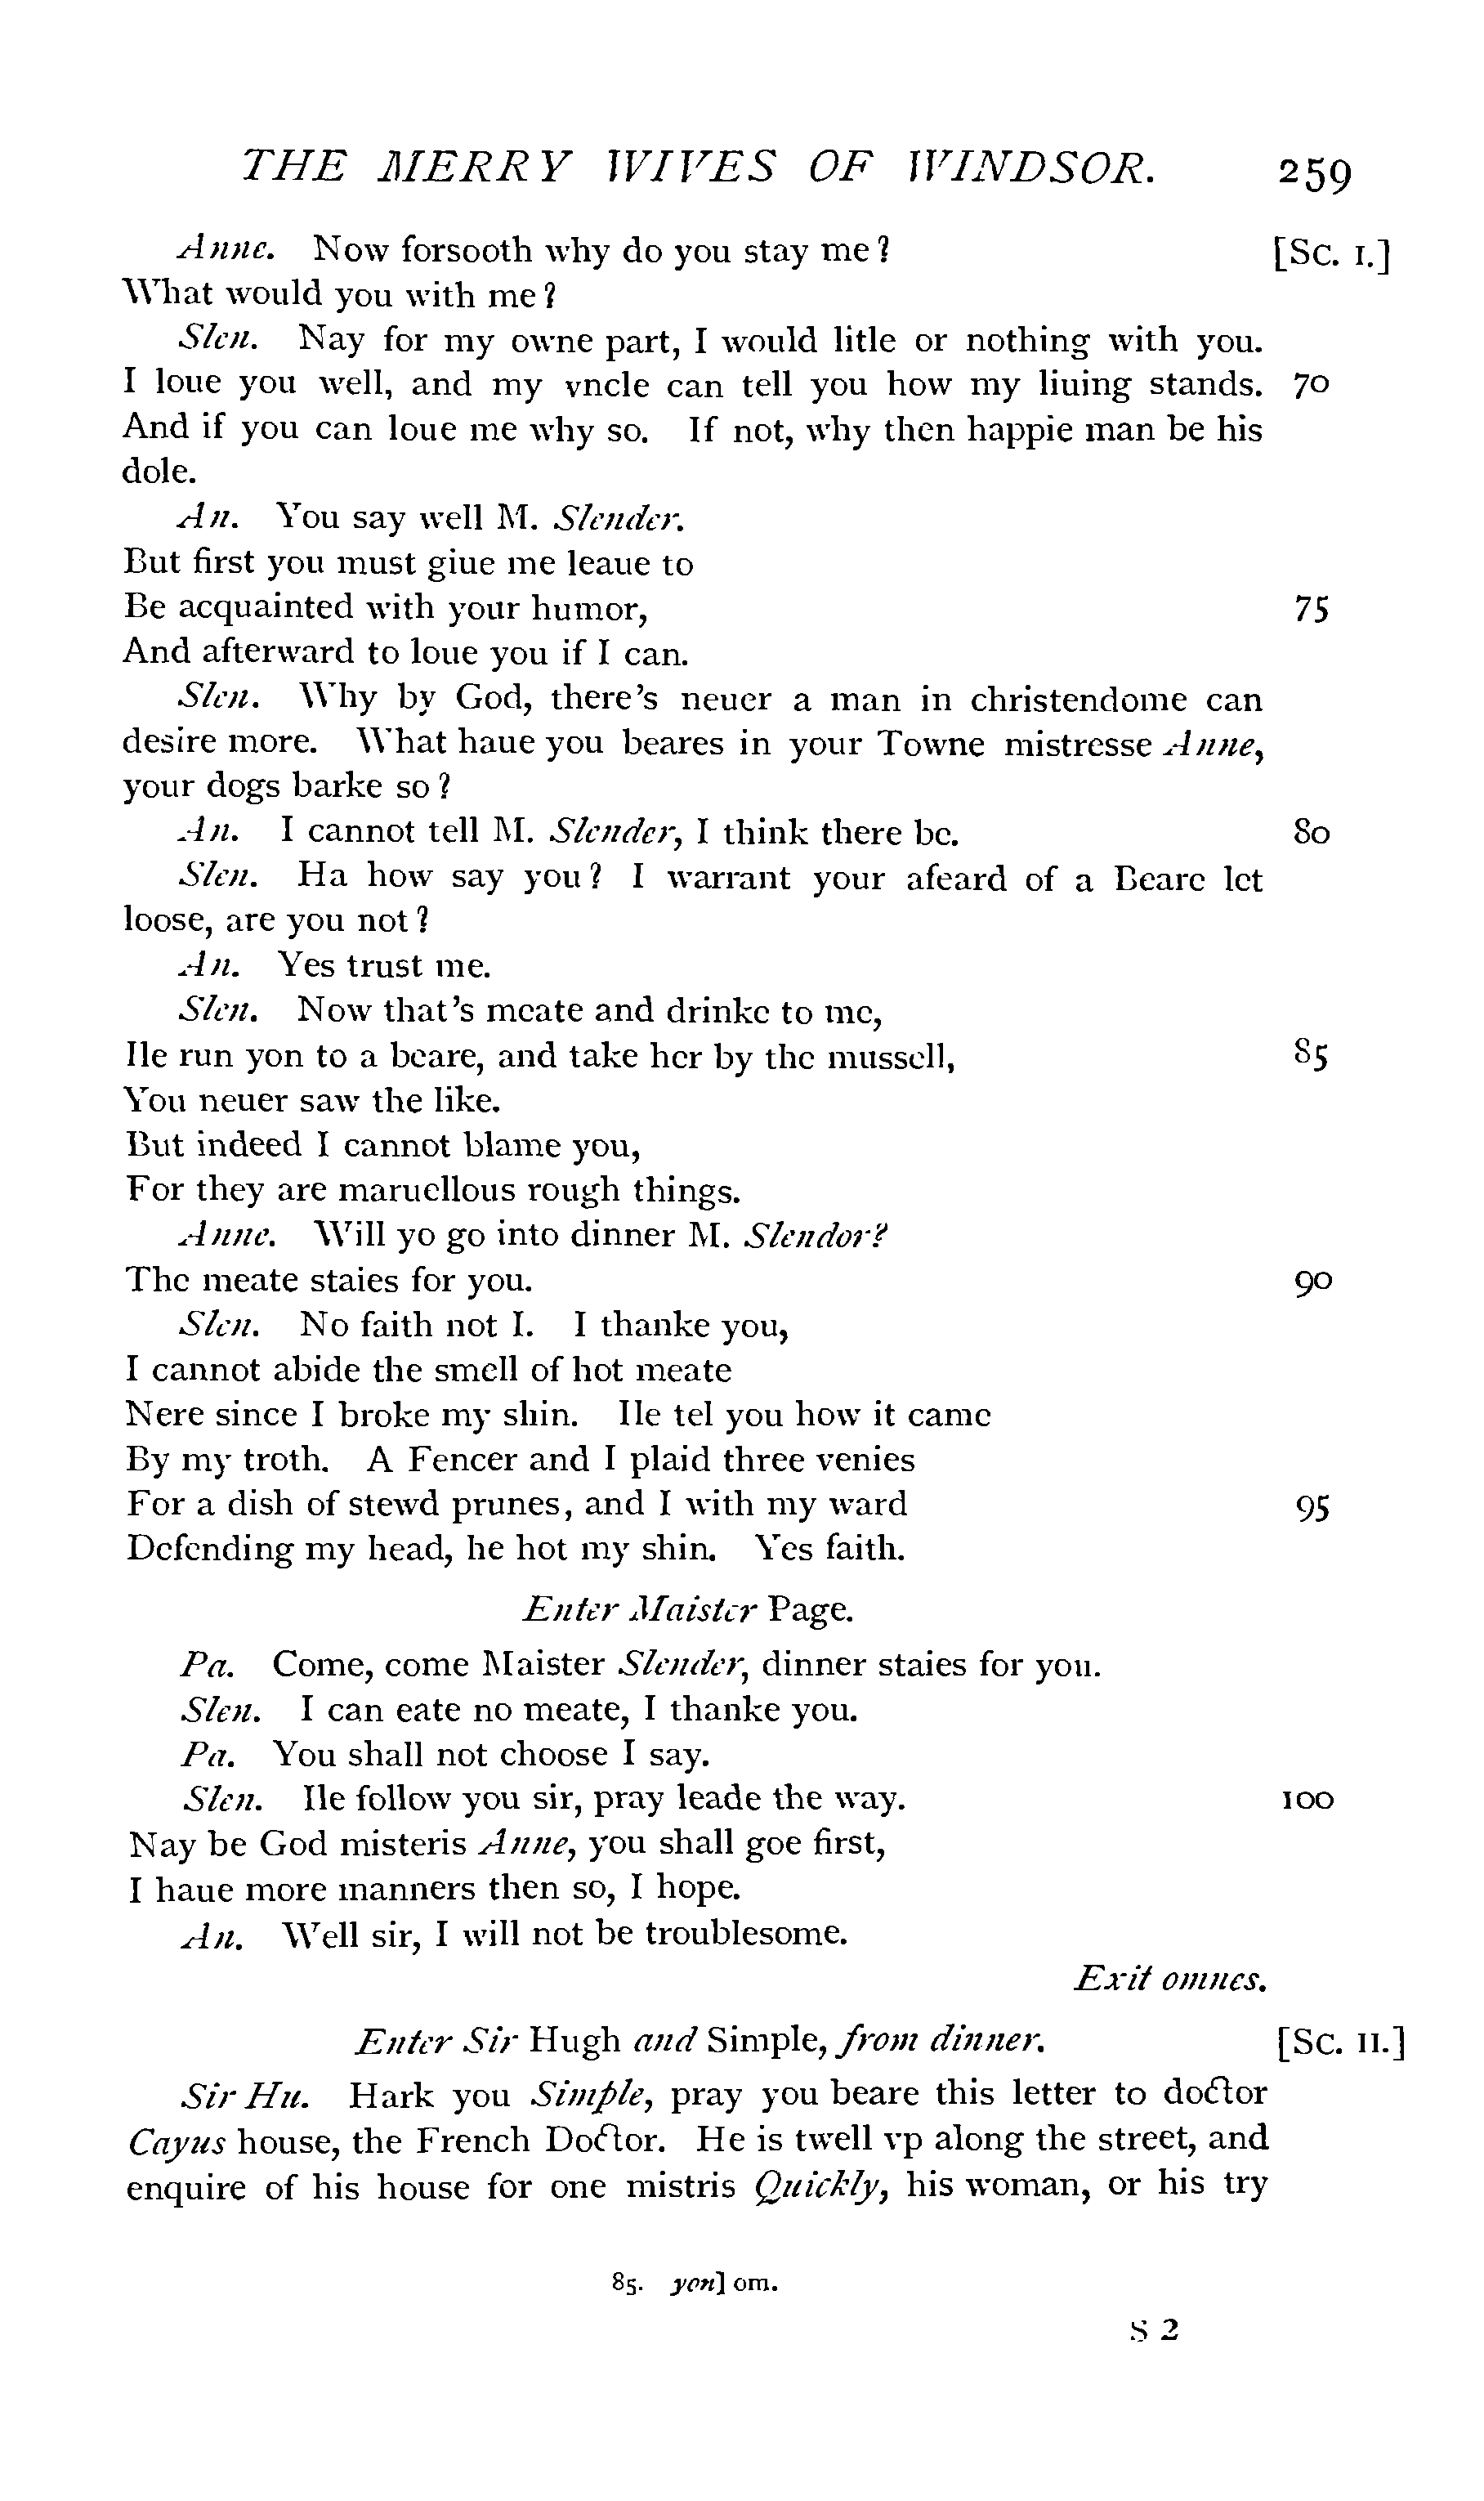 THE MERRY WIVES OF WINDSOR. 259
Anne. Now forsooth why do you stay me? [Sc. I.]
What would you with me?
Slen. Nay for my owne part, I would litle or nothing with you.
I loue you well, and my vncle can tell you how my liuing stands. 70
And if you can loue me why so. If not, why then happie man be his
dole.
An. You say well M. Slender.
But first you must giue me leaue to
Be acquainted with your humor, 75
And afterward to loue you if I can.
Slen. Why by God, there's neuer a man in christendome can
desire more. What haue you beares in your Towne mistresse Anne,
your dogs barke so?
An. I cannot tell M. Slender, I think there be. 80
Slen. Ha how say you? I warrant your afeard of a Beare let
loose, are you not?
An. Yes trust me.
Slen. Now that's meate and drinke to me,
Ile run yon to a beare, and take her by the mussell, 85
You neuer saw the like.
But indeed I cannot blame you,
For they are maruellous rough things.
Anne. Will yo go into dinner M. Slendor?
The meate staies for you. 90
Slen. No faith not I. I thanke you,
I cannot abide the smell of hot meate
Nere since I broke my shin. Ile tel you how it came
By my troth. A Fencer and I plaid three venies
For a dish of stewd prunes, and I with my ward 95
Defending my head, he hot my shin. Yes faith.
Enter Maister Page.
Pa. Come, come Maister Slender, dinner staies for you.
Slen. I can eate no meate, I thanke you.
Pa. You shall not choose I say.
Slen. Ile follow you sir, pray leade the way. 100
Nay be God misteris Anne, you shall goe first,
I haue more manners then so, I hope.
An. Well sir, I will not be troublesome.
Exit omnes.
Enter Sir Hugh and Simple, from dinner. [Sc. II.]
Sir Hu. Hark you Simple, pray you beare this letter to doctor
Cayus house, the French Doctor. He is twell vp along the street, and
enquire of his house for one mistris Quickly, his woman, or his try
85. yon] om.
S 2